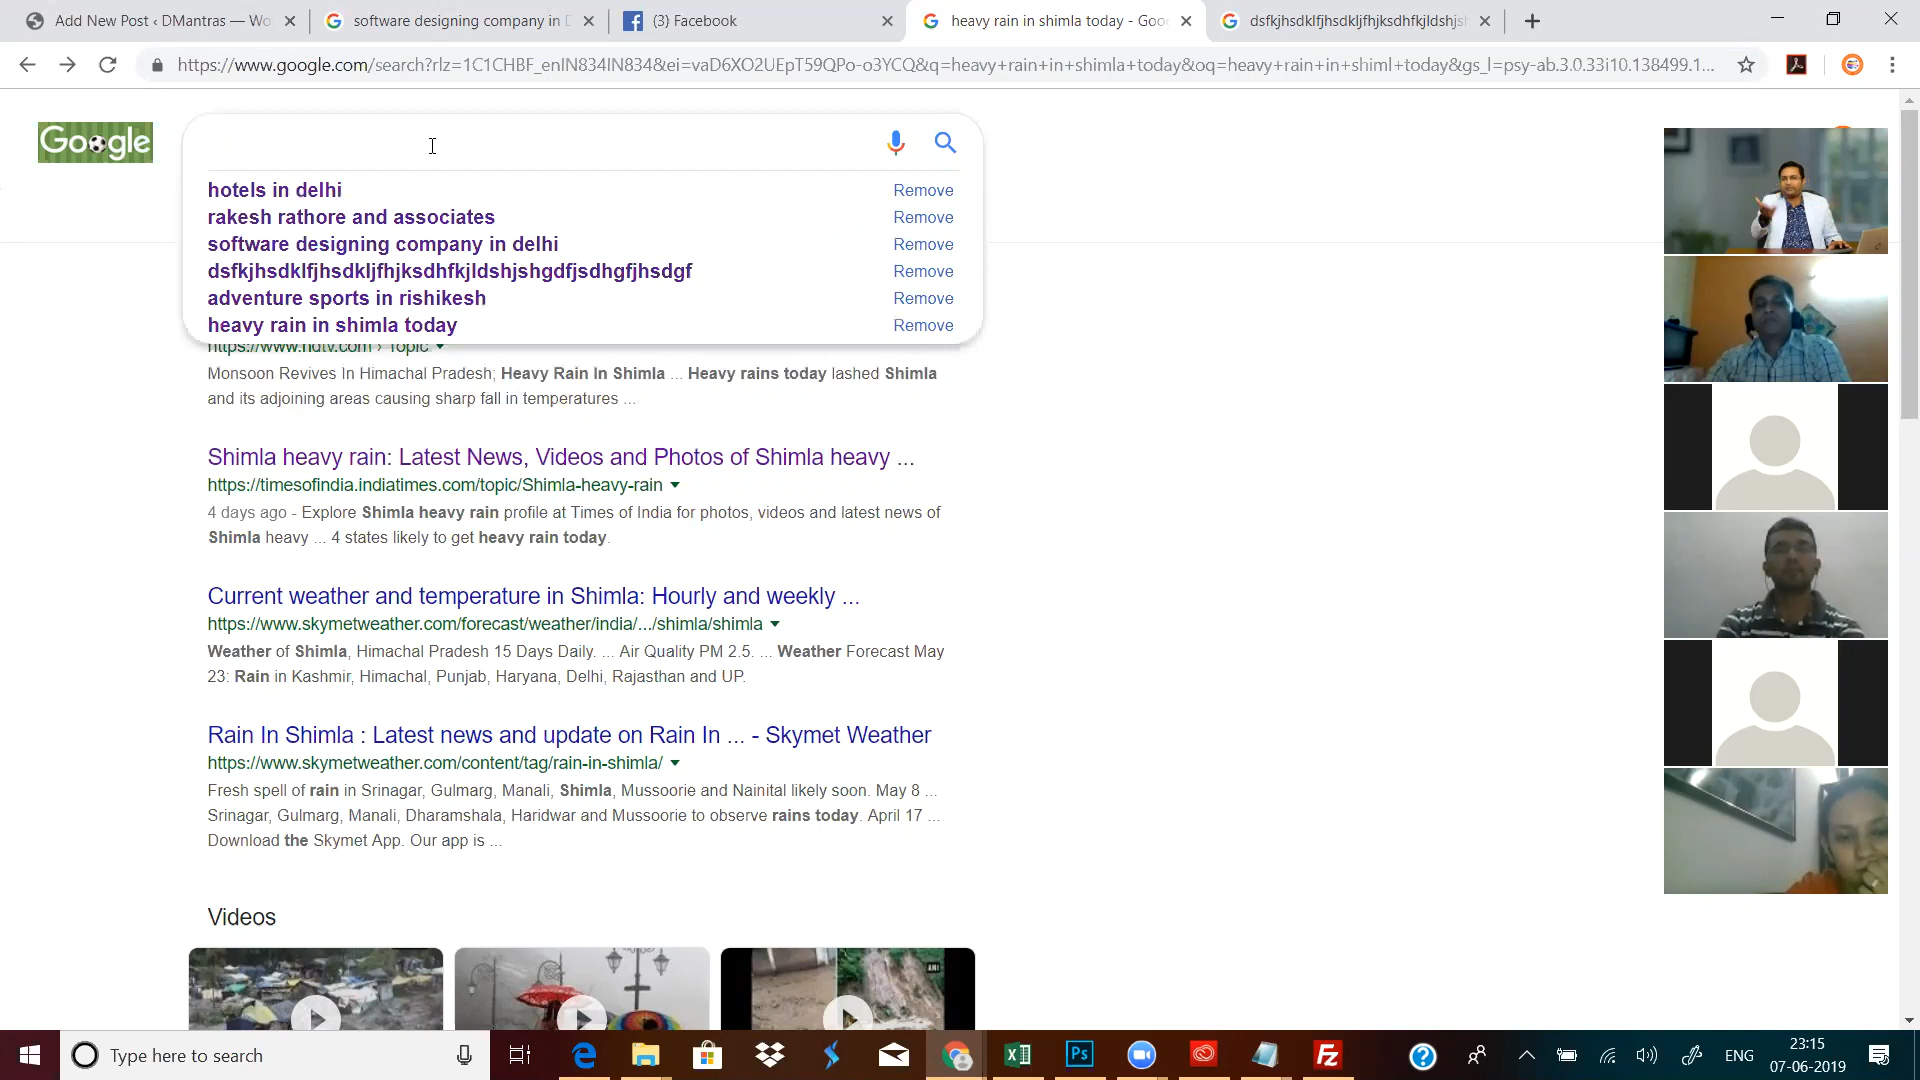 Add New Post ‹ DMantras — Wo
software designing company in D
(3) Facebook
heavy rain in shimla today - Goo
dsfkjhsdklfjhsdkljfhjksdhfkjldshjsh
https://www.google.com/search?rlz=1C1CHBF_enIN834IN834&ei=vaD6XO2UEpT59QPo-o3YCQ&q=heavy+rain+in+shimla+today&oq=heavy+rain+in+shiml+today&gs_l=psy-ab.3.0.33i10.138499.1...
Google
hotels in delhi Remove
rakesh rathore and associates Remove
software designing company in delhi Remove
dsfkjhsdklfjhsdkljfhjksdhfkjldshjshgdfjsdhgfjhsdgf Remove
adventure sports in rishikesh Remove
heavy rain in shimla today Remove
https://www.ndtv.com › Topic
Monsoon Revives In Himachal Pradesh; Heavy Rain In Shimla ... Heavy rains today lashed Shimla
and its adjoining areas causing sharp fall in temperatures ...
Shimla heavy rain: Latest News, Videos and Photos of Shimla heavy ...
https://timesofindia.indiatimes.com/topic/Shimla-heavy-rain
4 days ago - Explore Shimla heavy rain profile at Times of India for photos, videos and latest news of
Shimla heavy ... 4 states likely to get heavy rain today.
Current weather and temperature in Shimla: Hourly and weekly ...
https://www.skymetweather.com/forecast/weather/india/.../shimla/shimla
Weather of Shimla, Himachal Pradesh 15 Days Daily. ... Air Quality PM 2.5. ... Weather Forecast May
23: Rain in Kashmir, Himachal, Punjab, Haryana, Delhi, Rajasthan and UP.
Rain In Shimla : Latest news and update on Rain In ... - Skymet Weather
https://www.skymetweather.com/content/tag/rain-in-shimla/
Fresh spell of rain in Srinagar, Gulmarg, Manali, Shimla, Mussoorie and Nainital likely soon. May 8 ...
Srinagar, Gulmarg, Manali, Dharamshala, Haridwar and Mussoorie to observe rains today. April 17 ...
Download the Skymet App. Our app is ...
Videos
ANI
Type here to search
Ps
Fz
ENG
23:15
07-06-2019